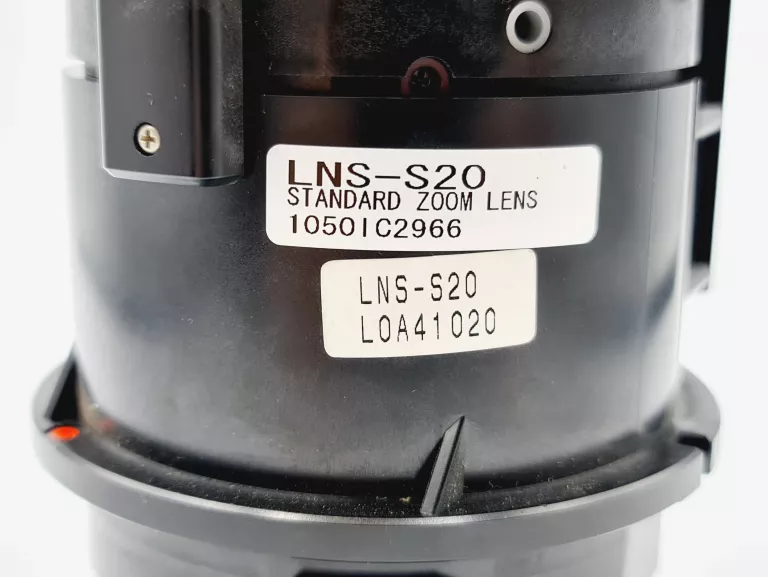 LNS-S20
STANDARD ZOOM LENS
10501C2966
LNS-S20
L0A41020